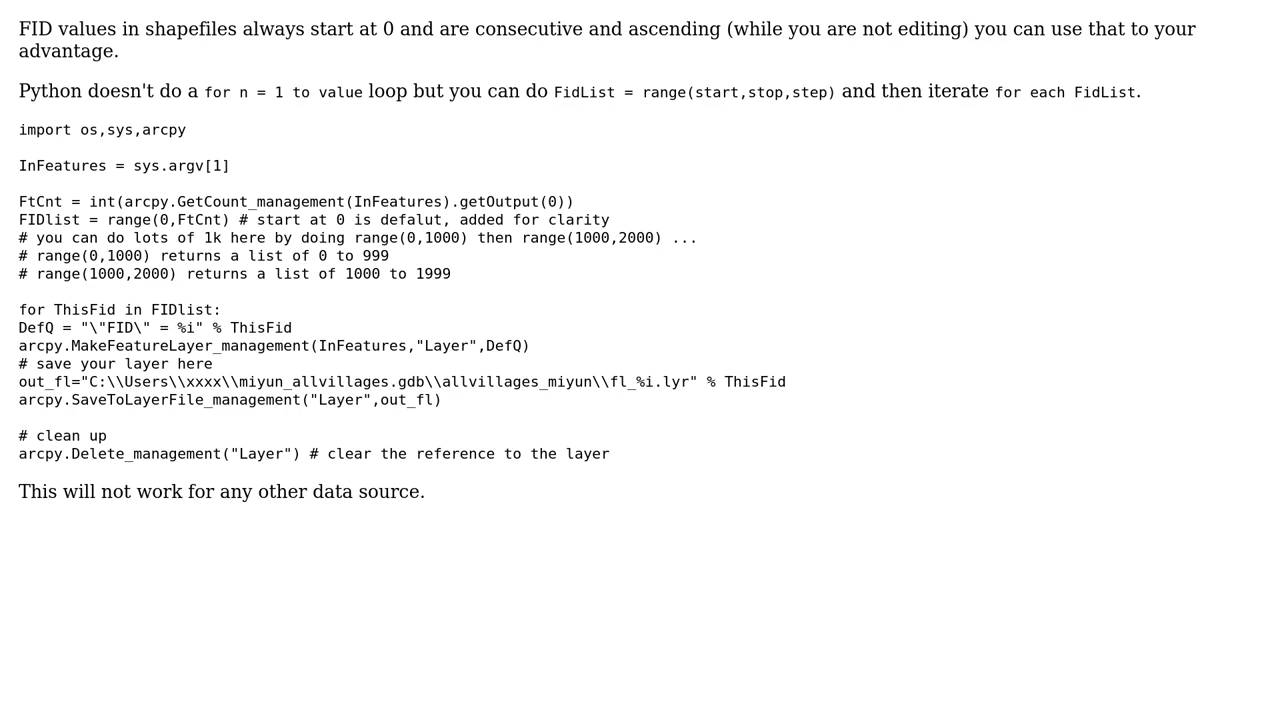 FID values in shapefiles always start at 0 and are consecutive and ascending (while you are not editing) you can use that to your
advantage.
Python doesn't do a for n = 1 to value loop but you can do FidList = range(start,stop,step) and then iterate for each FidList.
import os,sys,arcpy
InFeatures = sys.argv[1]
FtCnt = int(arcpy.GetCount_management(InFeatures).getOutput(0))
FIDlist = range(0,FtCnt) # start at 0 is defalut, added for clarity
# you can do lots of 1k here by doing range(0,1000) then range(1000,2000) ...
# range(0,1000) returns a list of 0 to 999
# range(1000,2000) returns a list of 1000 to 1999
for ThisFid in FIDlist:
DefQ = "\"FID\" = %i" % ThisFid
arcpy.MakeFeatureLayer_management(InFeatures,"Layer",DefQ)
# save your layer here
out_fl="C:\\Users\\xxxx\\miyun_allvillages.gdb\\allvillages_miyun\\fl_%i.lyr" % ThisFid
arcpy.SaveToLayerFile_management("Layer",out_fl)
# clean up
arcpy.Delete_management("Layer") # clear the reference to the layer
This will not work for any other data source.